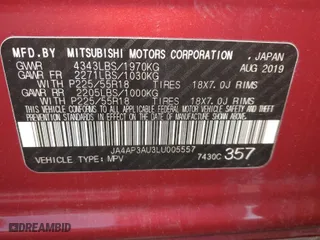 MFD. BY MITSUBISHI MOTORS CORPORATION, JAPAN
GVWR 4343LBS/1970KG AUG 2019
GAWR FR 2271LBS/1030KG
WITH P225/55R18 TIRES 18X7.0J RIMS
GAWR RR 2205LBS/1000KG
WITH P225/55R18 TIRES 18X7.0J RIMS
THIS VEHICLE CONFORMS TO ALL APPLICABLE FEDERAL MOTOR
VEHICLE SAFETY, BUMPER, AND THEFT PREVENTION
STANDARDS IN EFFECT ON THE DATE OF MANUFACTURE SHOWN ABOVE.
JA4AP3AU3LU005557
VEHICLE TYPE: MPV 7430C 357
DREAMBID